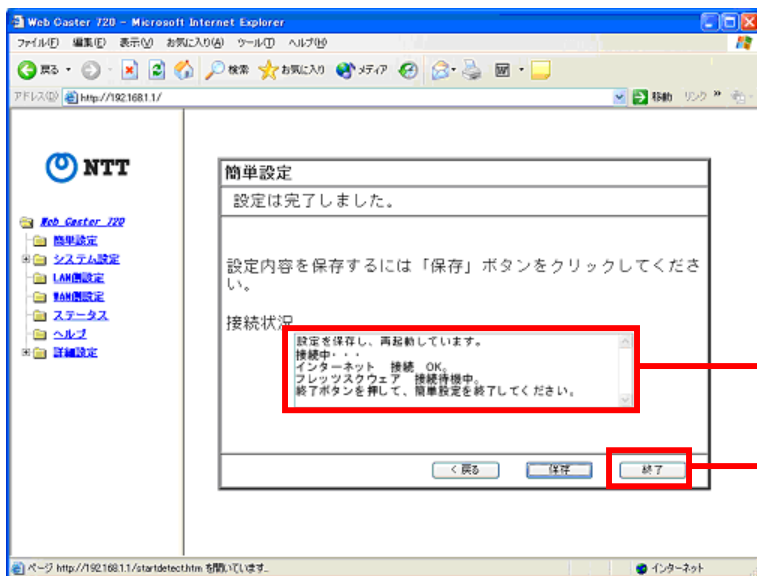 Web Caster 720 - Microsoft Internet Explorer
ファイル(F) 編集(E) 表示(V) お気に入り(A) ツール(T) ヘルプ(H)
戻る 検索 お気に入り メディア
アドレス(D) http://192.168.1.1/ 移動 リンク »
NTT
Web Caster 720
簡単設定
システム設定
LAN側設定
WAN側設定
ステータス
ヘルプ
詳細設定
簡単設定
設定は完了しました。
設定内容を保存するには「保存」ボタンをクリックしてくださ
い。
接続状況
設定を保存し、再起動しています。
接続中・・・
インターネット 接続 OK。
フレッツスクウェア 接続待機中。
終了ボタンを押して、簡単設定を終了してください。
< 戻る 保存 終了
ページ http://192.168.1.1/startdetect.htm を開いています... インターネット